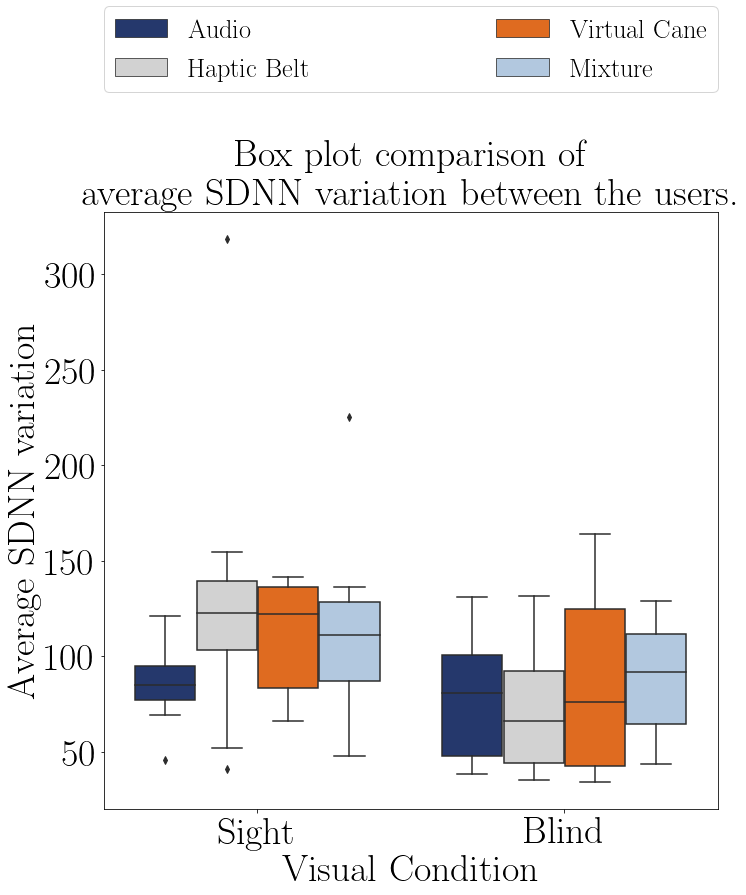 Audio
Haptic Belt
Virtual Cane
Mixture
Box plot comparison of
average SDNN variation between the users.
Average SDNN variation
300
250
200
150
100
50
Sight
Blind
Visual Condition